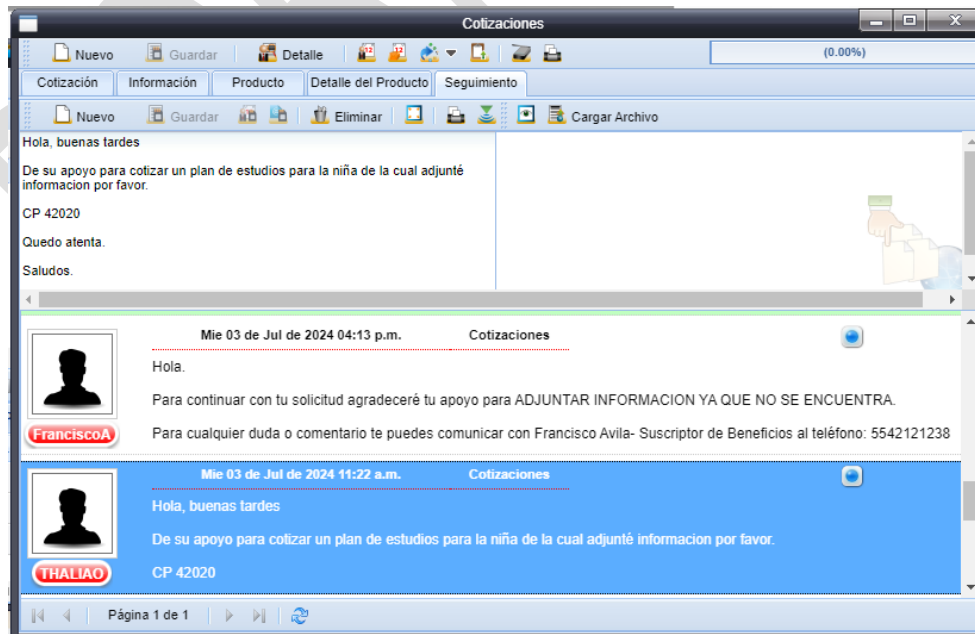 Cotizaciones
Nuevo Guardar Detalle (0.00%)
Cotización Información Producto Detalle del Producto Seguimiento
Nuevo Guardar Eliminar Cargar Archivo
Hola, buenas tardes
De su apoyo para cotizar un plan de estudios para la niña de la cual adjunté
informacion por favor.
CP 42020
Quedo atenta.
Saludos.
Mie 03 de Jul de 2024 04:13 p.m. Cotizaciones
Hola.
Para continuar con tu solicitud agradeceré tu apoyo para ADJUNTAR INFORMACION YA QUE NO SE ENCUENTRA.
FranciscoA Para cualquier duda o comentario te puedes comunicar con Francisco Avila- Suscriptor de Beneficios al teléfono: 5542121238
Mie 03 de Jul de 2024 11:22 a.m. Cotizaciones
Hola, buenas tardes
De su apoyo para cotizar un plan de estudios para la niña de la cual adjunté informacion por favor.
THALIAO CP 42020
Página 1 de 1